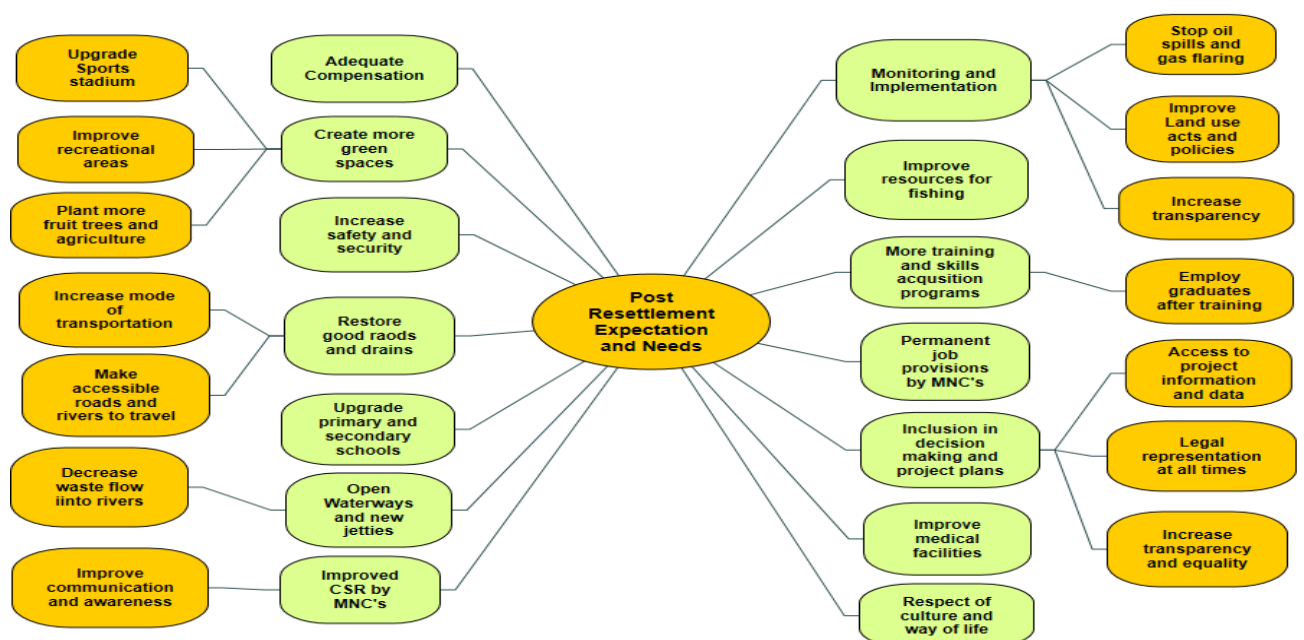 Upgrade
Sports
stadium
Improve
recreational
areas
Plant more
fruit trees and
agriculture
Increase mode
of
transportation
Make
accessible
roads and
rivers to travel
Decrease
waste flow
iinto rivers
Improve
communication
and awareness
Adequate
Compensation
Create more
green
spaces
Increase
safety and
security
Restore
good raods
and drains
Upgrade
primary and
secondary
schools
Open
Waterways
and new
jetties
Improved
CSR by
MNC's
Post
Resettlement
Expectation
and Needs
Monitoring and
Implementation
Improve
resources for
fishing
More training
and skills
acqusition
programs
Permanent
job
provisions
by MNC's
Inclusion in
decision
making and
project plans
Improve
medical
facilities
Respect of
culture and
way of life
Stop oil
spills and
gas flaring
Improve
Land use
acts and
policies
Increase
transparency
Employ
graduates
after training
Access to
project
information
and data
Legal
representation
at all times
Increase
transparency
and equality